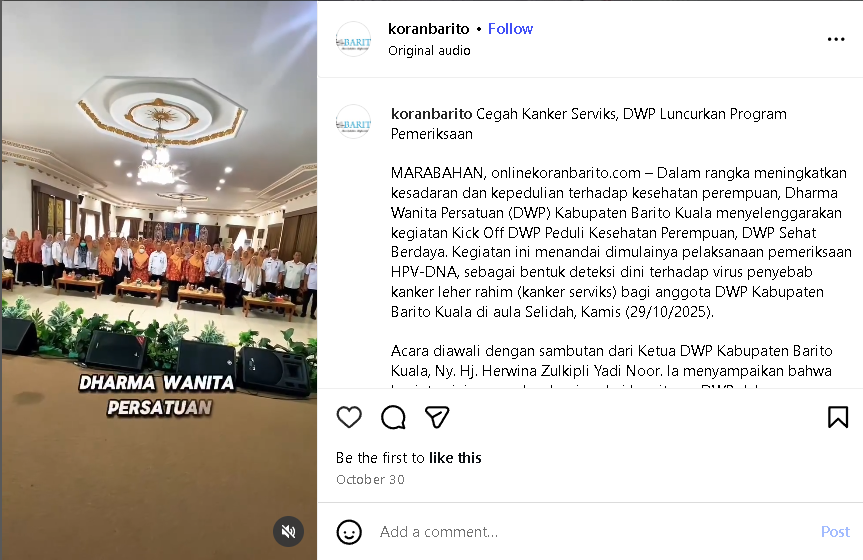 koranbarito • Follow
Original audio
BARIT
BARIT
koranbarito Cegah Kanker Serviks, DWP Luncurkan Program
Pemeriksaan
MARABAHAN, onlinekoranbarito.com – Dalam rangka meningkatkan
kesadaran dan kepedulian terhadap kesehatan perempuan, Dharma
Wanita Persatuan (DWP) Kabupaten Barito Kuala menyelenggarakan
kegiatan Kick Off DWP Peduli Kesehatan Perempuan, DWP Sehat
Berdaya. Kegiatan ini menandai dimulainya pelaksanaan pemeriksaan
HPV-DNA, sebagai bentuk deteksi dini terhadap virus penyebab
kanker leher rahim (kanker serviks) bagi anggota DWP Kabupaten
Barito Kuala di aula Selidah, Kamis (29/10/2025).
Acara diawali dengan sambutan dari Ketua DWP Kabupaten Barito
Kuala, Ny. Hj. Herwina Zulkipli Yadi Noor. Ia menyampaikan bahwa
DHARMA WANITA
PERSATUAN
Be the first to like this
October 30
Add a comment...
Post